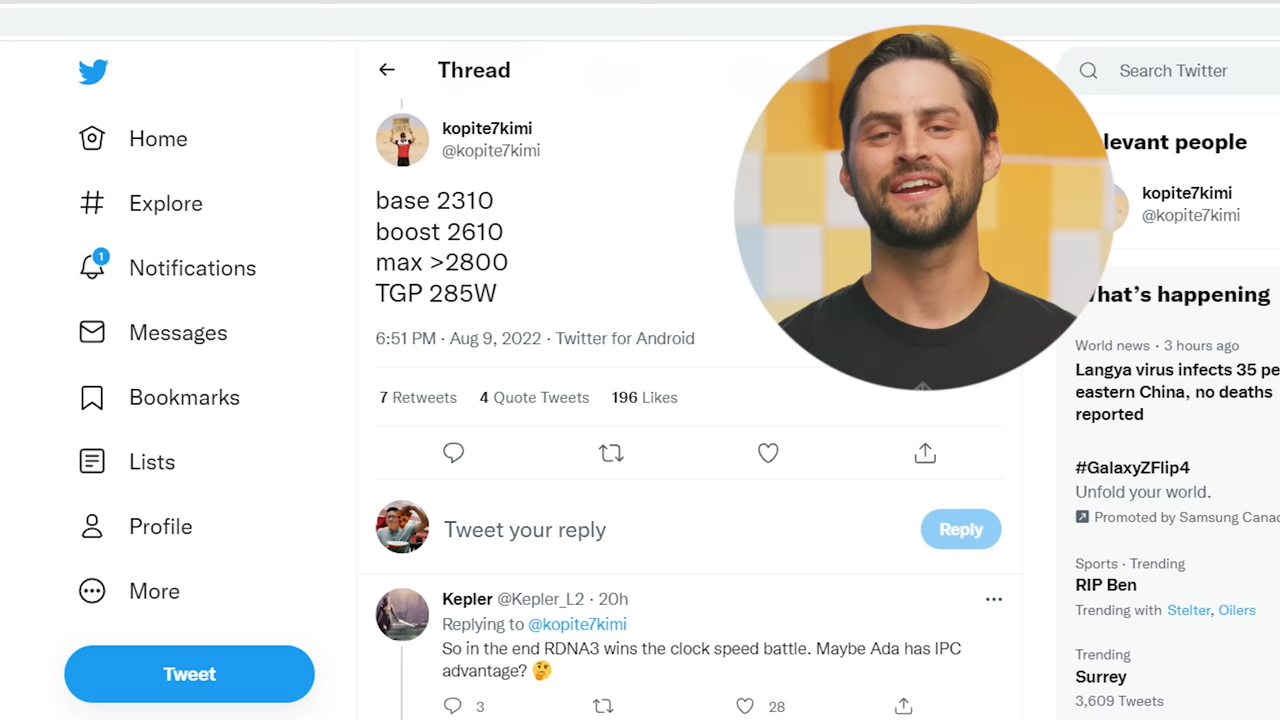 Home
Explore
1
Notifications
Messages
Bookmarks
Lists
Profile
More
Tweet
Thread
kopite7kimi
@kopite7kimi
base 2310
boost 2610
max >2800
TGP 285W
6:51 PM · Aug 9, 2022 · Twitter for Android
7 Retweets 4 Quote Tweets 196 Likes
Tweet your reply
Reply
Kepler @Kepler_L2 · 20h
Replying to @kopite7kimi
So in the end RDNA3 wins the clock speed battle. Maybe Ada has IPC
advantage? 🤔
3 28
Search Twitter
levant people
kopite7kimi
@kopite7kimi
hat's happening
World news · 3 hours ago
Langya virus infects 35 pe
eastern China, no deaths
reported
#GalaxyZFlip4
Unfold your world.
Promoted by Samsung Canad
Sports · Trending
RIP Ben
Trending with Stelter, Oilers
Trending
Surrey
3,609 Tweets